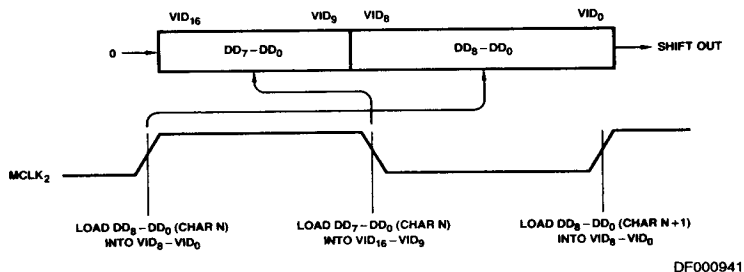 VID16 VID9 VID8 VID0
0 DD7–DD0 DD8–DD0 SHIFT OUT
MCLK2
LOAD DD8–DD0 (CHAR N)
INTO VID8–VID0
LOAD DD7–DD0 (CHAR N)
INTO VID16–VID9
LOAD DD8–DD0 (CHAR N+1)
INTO VID8–VID0
DF000941